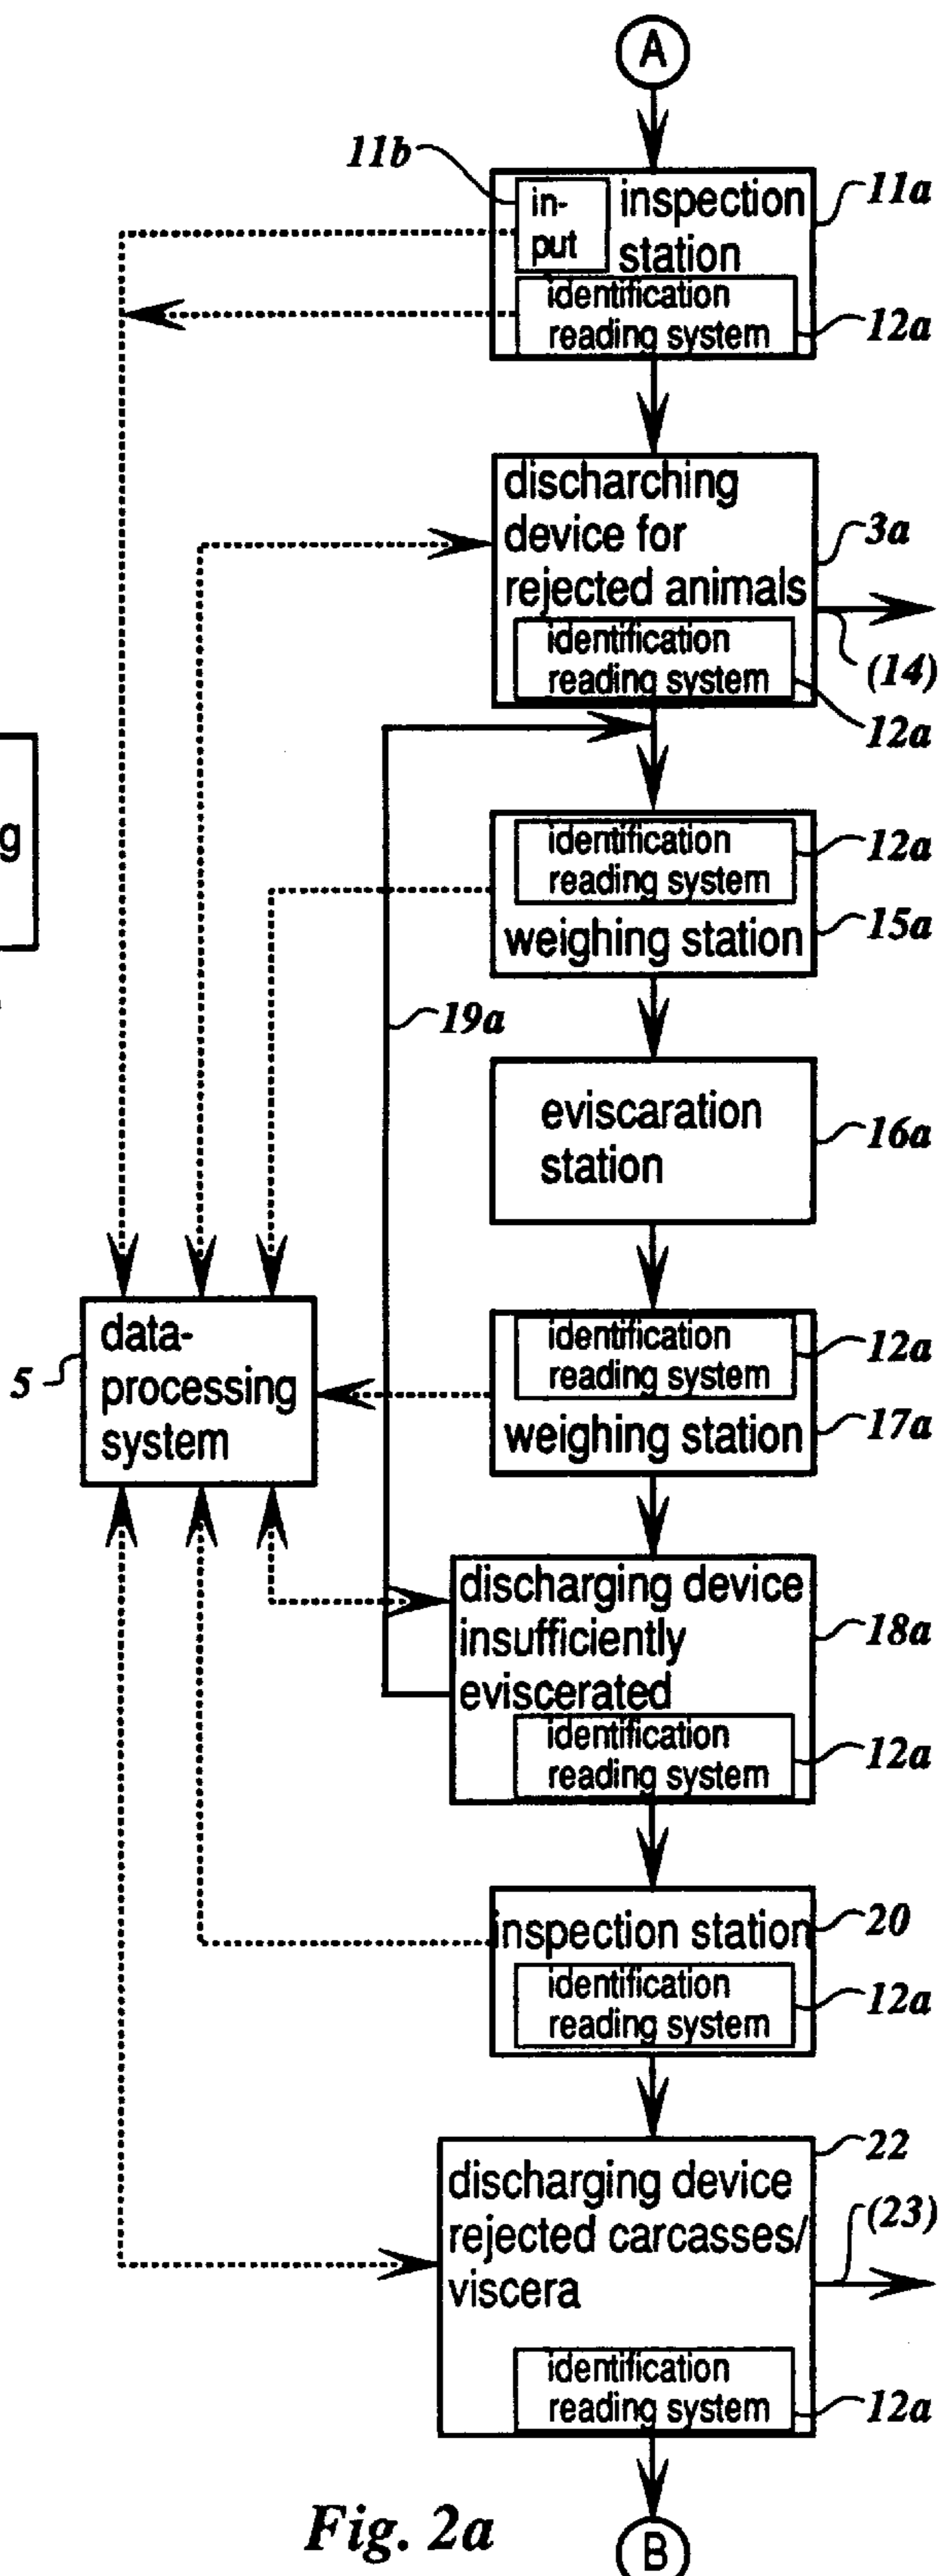 A
11b
in-
put
inspection
station
11a
identification
reading system
12a
discharching
device for
rejected animals
3a
identification
reading system
(14)
12a
g
identification
reading system
12a
weighing station
15a
19a
eviscaration
station
16a
data-
processing
system
5
identification
reading system
12a
weighing station
17a
discharging device
insufficiently
eviscerated
18a
identification
reading system
12a
inspection station
20
identification
reading system
12a
22
discharging device
rejected carcasses/
viscera
(23)
identification
reading system
12a
Fig. 2a
B